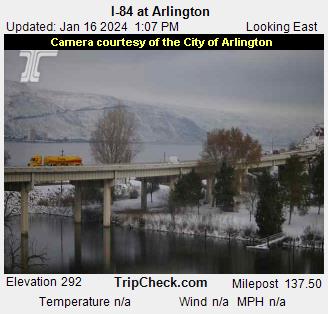 I-84 at Arlington
Updated: Jan 16 2024 1:07 PM Looking East
Camera courtesy of the City of Arlington
Elevation 292 TripCheck.com Milepost 137.50
Temperature n/a Wind n/a MPH n/a